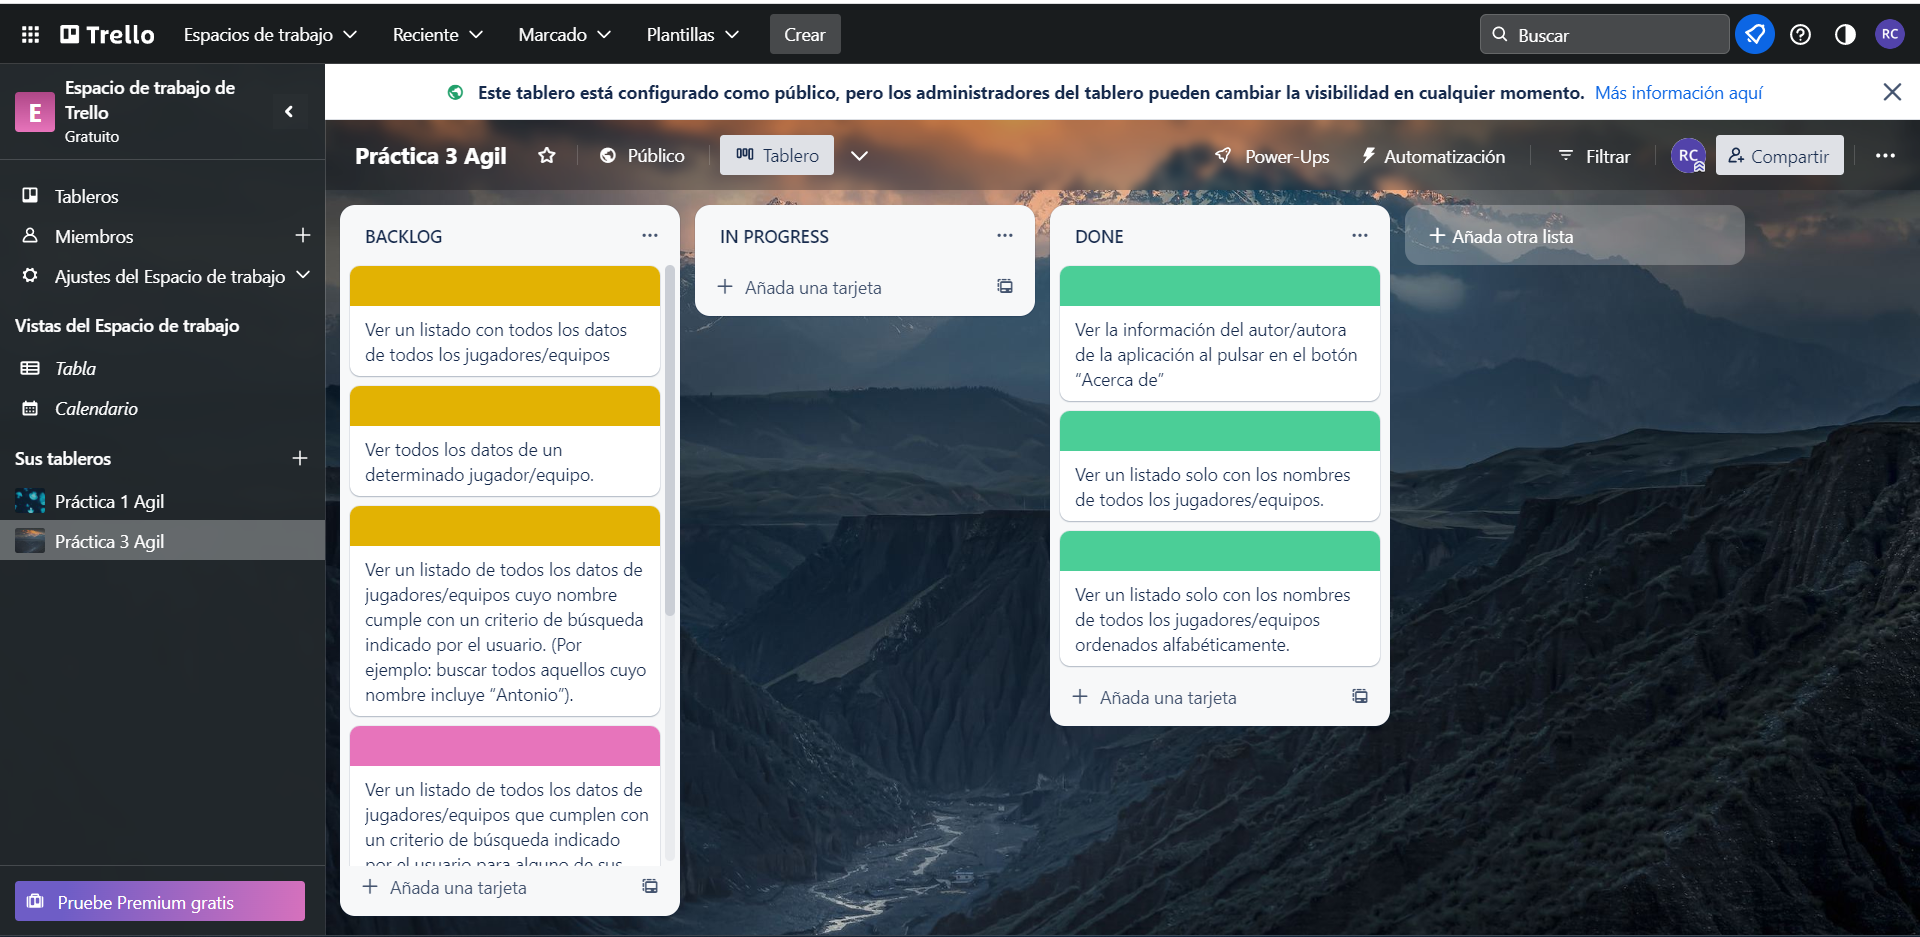 Trello
Espacios de trabajo
Reciente
Marcado
Plantillas
Crear
Buscar
RC
E
Espacio de trabajo de
Trello
Gratuito
Este tablero está configurado como público, pero los administradores del tablero pueden cambiar la visibilidad en cualquier momento. Más información aquí
Práctica 3 Agil
Público
Tablero
Power-Ups
Automatización
Filtrar
RC
Compartir
Tableros
Miembros
Ajustes del Espacio de trabajo
Vistas del Espacio de trabajo
Tabla
Calendario
Sus tableros
Práctica 1 Agil
Práctica 3 Agil
Pruebe Premium gratis
BACKLOG
Ver un listado con todos los datos
de todos los jugadores/equipos
Ver todos los datos de un
determinado jugador/equipo.
Ver un listado de todos los datos de
jugadores/equipos cuyo nombre
cumple con un criterio de búsqueda
indicado por el usuario. (Por
ejemplo: buscar todos aquellos cuyo
nombre incluye “Antonio”).
Ver un listado de todos los datos de
jugadores/equipos que cumplen con
un criterio de búsqueda indicado
por el usuario para alguno de sus
Añada una tarjeta
IN PROGRESS
Añada una tarjeta
DONE
Ver la información del autor/autora
de la aplicación al pulsar en el botón
“Acerca de”
Ver un listado solo con los nombres
de todos los jugadores/equipos.
Ver un listado solo con los nombres
de todos los jugadores/equipos
ordenados alfabéticamente.
Añada una tarjeta
Añada otra lista